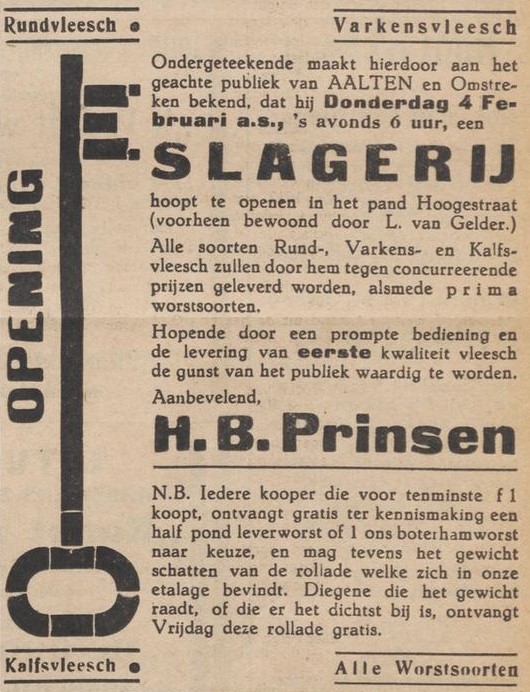 Rundvleesch
Varkensvleesch
OPENING
Ondergeteekende maakt hierdoor aan het
geachte publiek van AALTEN en Omstre-
ken bekend, dat hij Donderdag 4 Fe-
bruari a.s., 's avonds 6 uur, een
SLAGERIJ
hoopt te openen in het pand Hoogestraat
(voorheen bewoond door L. van Gelder.)
Alle soorten Rund-, Varkens- en Kalfs-
vleesch zullen door hem tegen concurreerende
prijzen geleverd worden, alsmede prima
worstsoorten.
Hopende door een prompte bediening en
de levering van eerste kwaliteit vleesch
de gunst van het publiek waardig te worden.
Aanbevelend,
H. B. Prinsen
N.B. Iedere kooper die voor tenminste f 1
koopt, ontvangt gratis ter kennismaking een
half pond leverworst of 1 ons boterhamworst
naar keuze, en mag tevens het gewicht
schatten van de rollade welke zich in onze
etalage bevindt. Diegene die het gewicht
raadt, of die er het dichtst bij is, ontvangt
Vrijdag deze rollade gratis.
Kalfsvleesch
Alle Worstsoorten